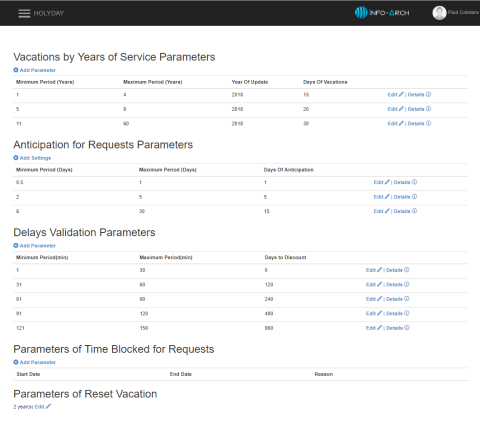 HOLYDAY
INFO-ARCH
Paul Coimbra
Vacations by Years of Service Parameters
Add Parameter
Minimum Period (Years) Maximum Period (Years) Year Of Update Days Of Vacations
1 4 2018 15 Edit | Details
5 9 2018 20 Edit | Details
11 60 2018 30 Edit | Details
Anticipation for Requests Parameters
Add Settings
Minimum Period (Days) Maximum Period (Days) Days Of Anticipation
0.5 1 1 Edit | Details
2 5 5 Edit | Details
6 30 15 Edit | Details
Delays Validation Parameters
Add Parameter
Minimum Period(min) Maximum Period(min) Days to Discount
1 30 0 Edit | Details
31 60 120 Edit | Details
61 90 240 Edit | Details
91 120 480 Edit | Details
121 150 960 Edit | Details
Parameters of Time Blocked for Requests
Add Parameter
Start Date End Date Reason
Parameters of Reset Vacation
2 year(s) Edit